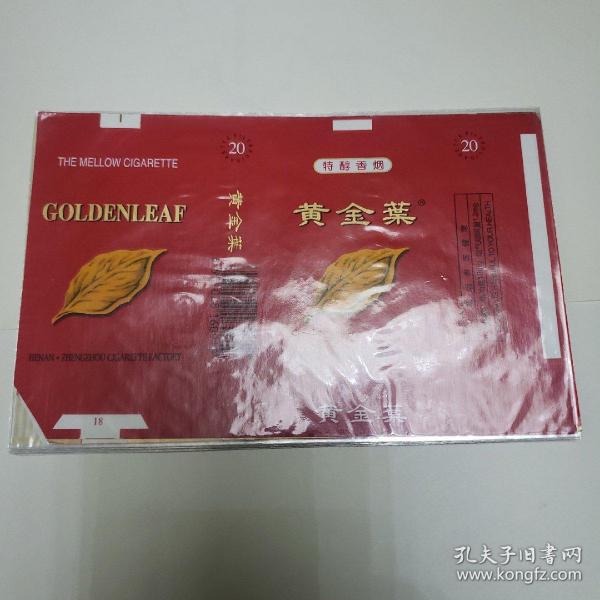 THE MELLOW CIGARETTE
GOLDENLEAF
HENAN · ZHENGZHOU CIGARETTE FACTORY
18
20
黄金葉
20
特醇香烟
黄金葉®
黄金葉
孔夫子旧书网
www.kongfz.com